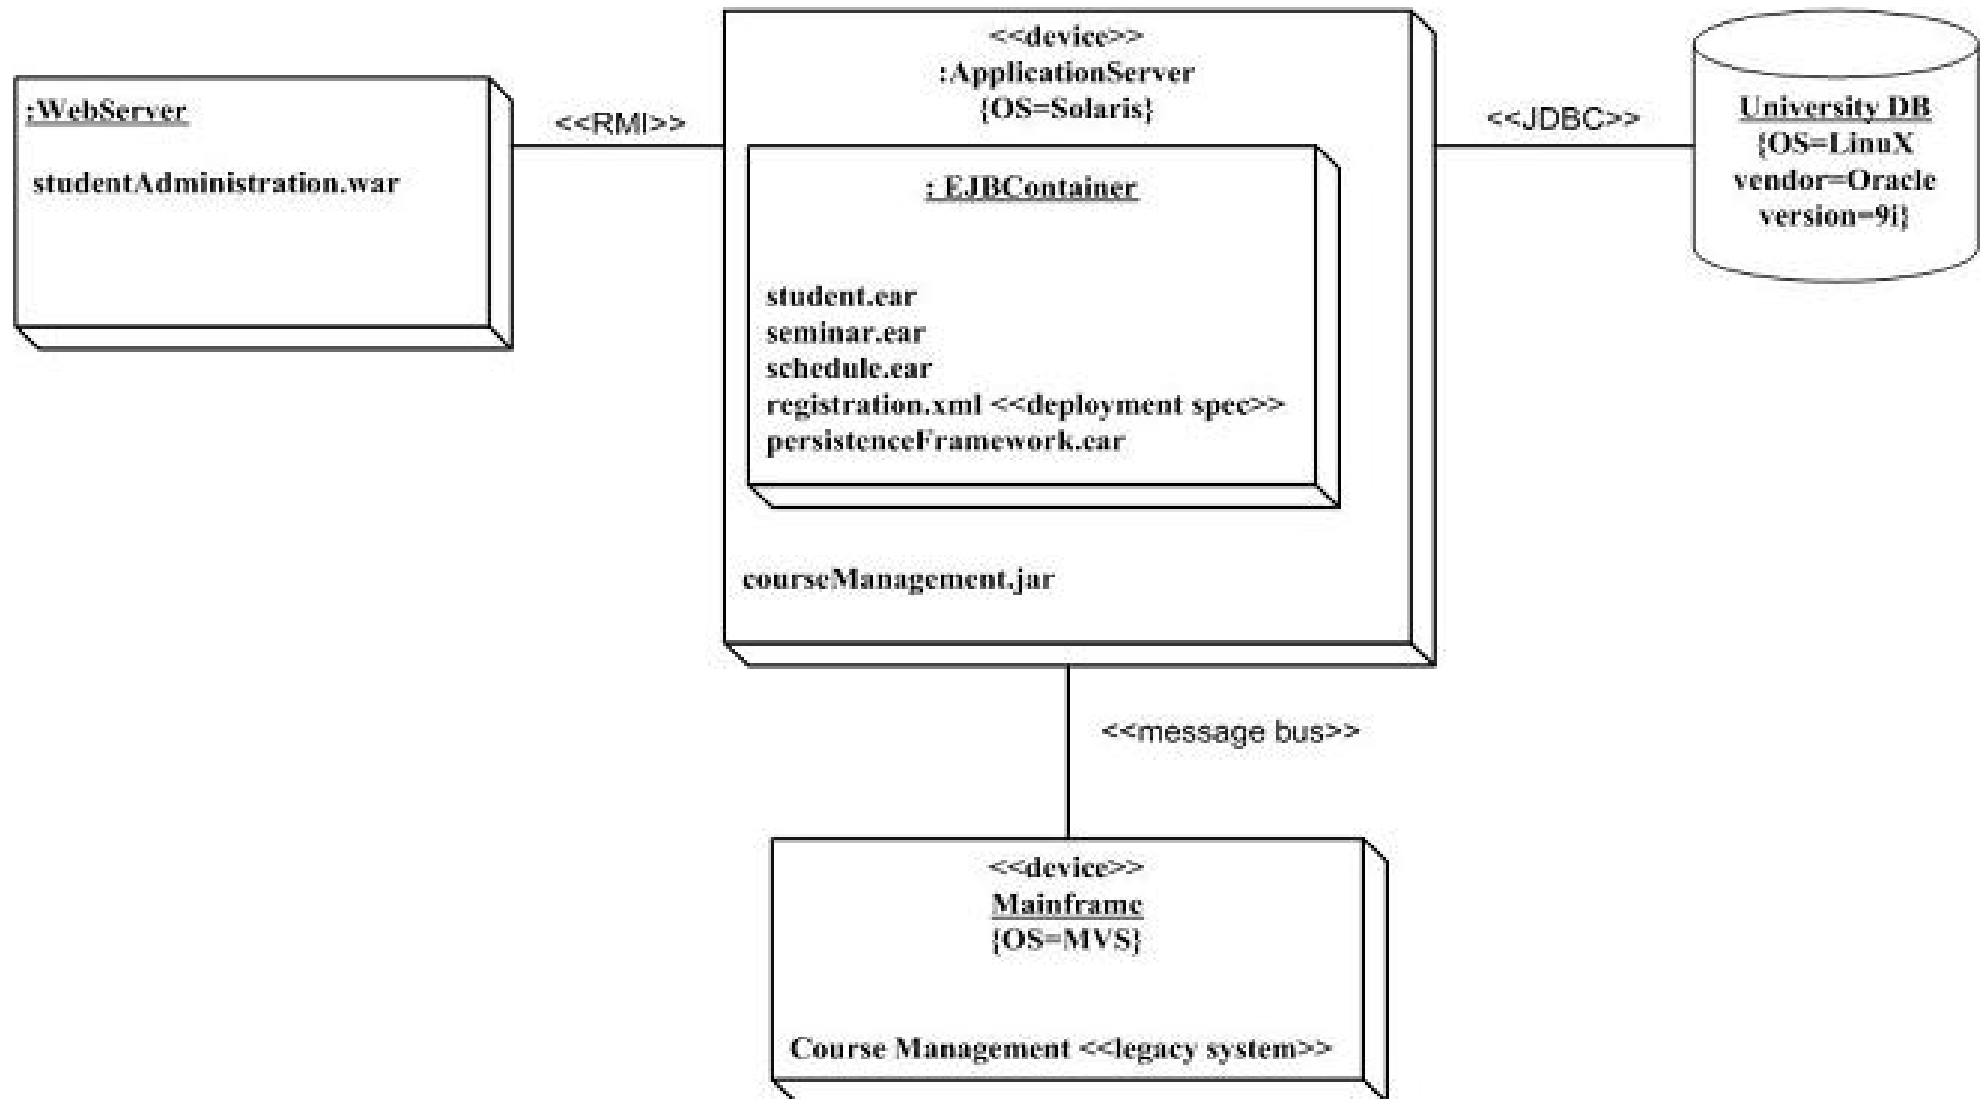 :WebServer
studentAdministration.war
<<RMI>>
<<device>>
:ApplicationServer
{OS=Solaris}
: EJBContainer
student.ear
seminar.ear
schedule.ear
registration.xml <<deployment spec>>
persistenceFramework.ear
courseManagement.jar
<<JDBC>>
University DB
{OS=LinuX
vendor=Oracle
version=9i}
<<message bus>>
<<device>>
Mainframe
{OS=MVS}
Course Management <<legacy system>>